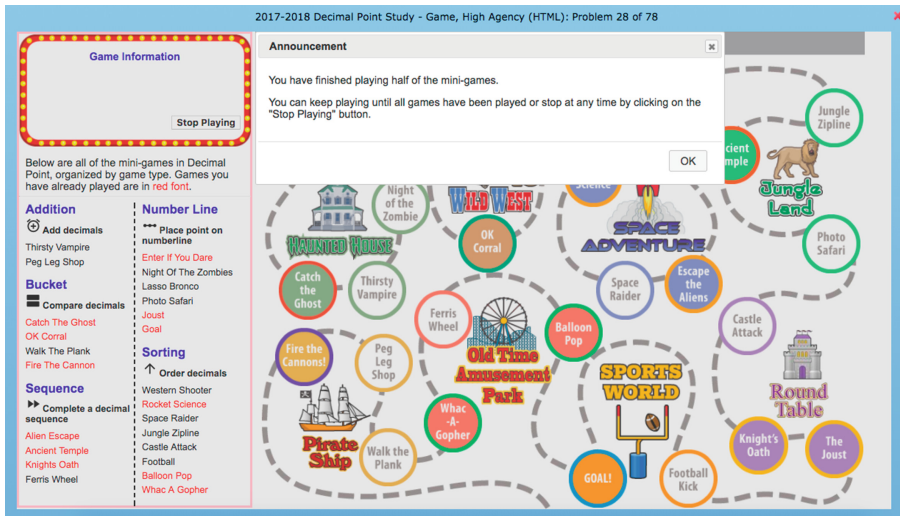 2017-2018 Decimal Point Study - Game, High Agency (HTML): Problem 28 of 78
Game Information
Stop Playing
Below are all of the mini-games in Decimal
Point, organized by game type. Games you
have already played are in red font.
Addition
Add decimals
Thirsty Vampire
Peg Leg Shop
Bucket
Compare decimals
Catch The Ghost
OK Corral
Walk The Plank
Fire The Cannon
Sequence
Complete a decimal
sequence
Alien Escape
Ancient Temple
Knights Oath
Ferris Wheel
Number Line
Place point on
numberline
Enter If You Dare
Night Of The Zombies
Lasso Bronco
Photo Safari
Joust
Goal
Sorting
Order decimals
Western Shooter
Rocket Science
Space Raider
Jungle Zipline
Castle Attack
Football
Balloon Pop
Whac A Gopher
Announcement
You have finished playing half of the mini-games.
You can keep playing until all games have been played or stop at any time by clicking on the
"Stop Playing" button.
OK
Jungle
Zipline
cient
mple
Jungle
Land
Photo
Safari
Night
of the
Zombie
HAUNTED HOUSE
Catch
the
Ghost
Thirsty
Vampire
WILD WEST
OK
Corral
Science
SPACE
ADVENTURE
Space
Raider
Escape
the
Aliens
Ferris
Wheel
Balloon
Pop
Old Time
Amusement
Park
Whac
-A-
Gopher
Fire the
Cannons!
Peg
Leg
Shop
Pirate
Ship
Walk the
Plank
SPORTS
WORLD
GOAL!
Football
Kick
Castle
Attack
Round
Table
Knight's
Oath
The
Joust